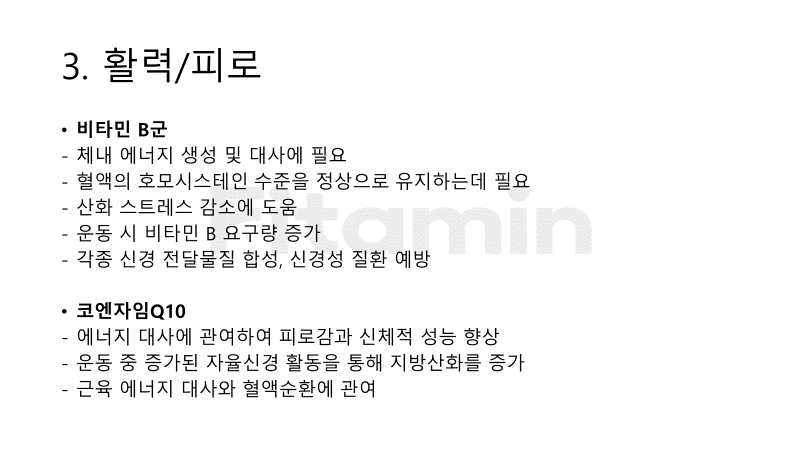 3. 활력/피로
• 비타민 B군
- 체내 에너지 생성 및 대사에 필요
- 혈액의 호모시스테인 수준을 정상으로 유지하는데 필요
- 산화 스트레스 감소에 도움
- 운동 시 비타민 B 요구량 증가
- 각종 신경 전달물질 합성, 신경성 질환 예방
Fitamin
• 코엔자임Q10
- 에너지 대사에 관여하여 피로감과 신체적 성능 향상
- 운동 중 증가된 자율신경 활동을 통해 지방산화를 증가
- 근육 에너지 대사와 혈액순환에 관여